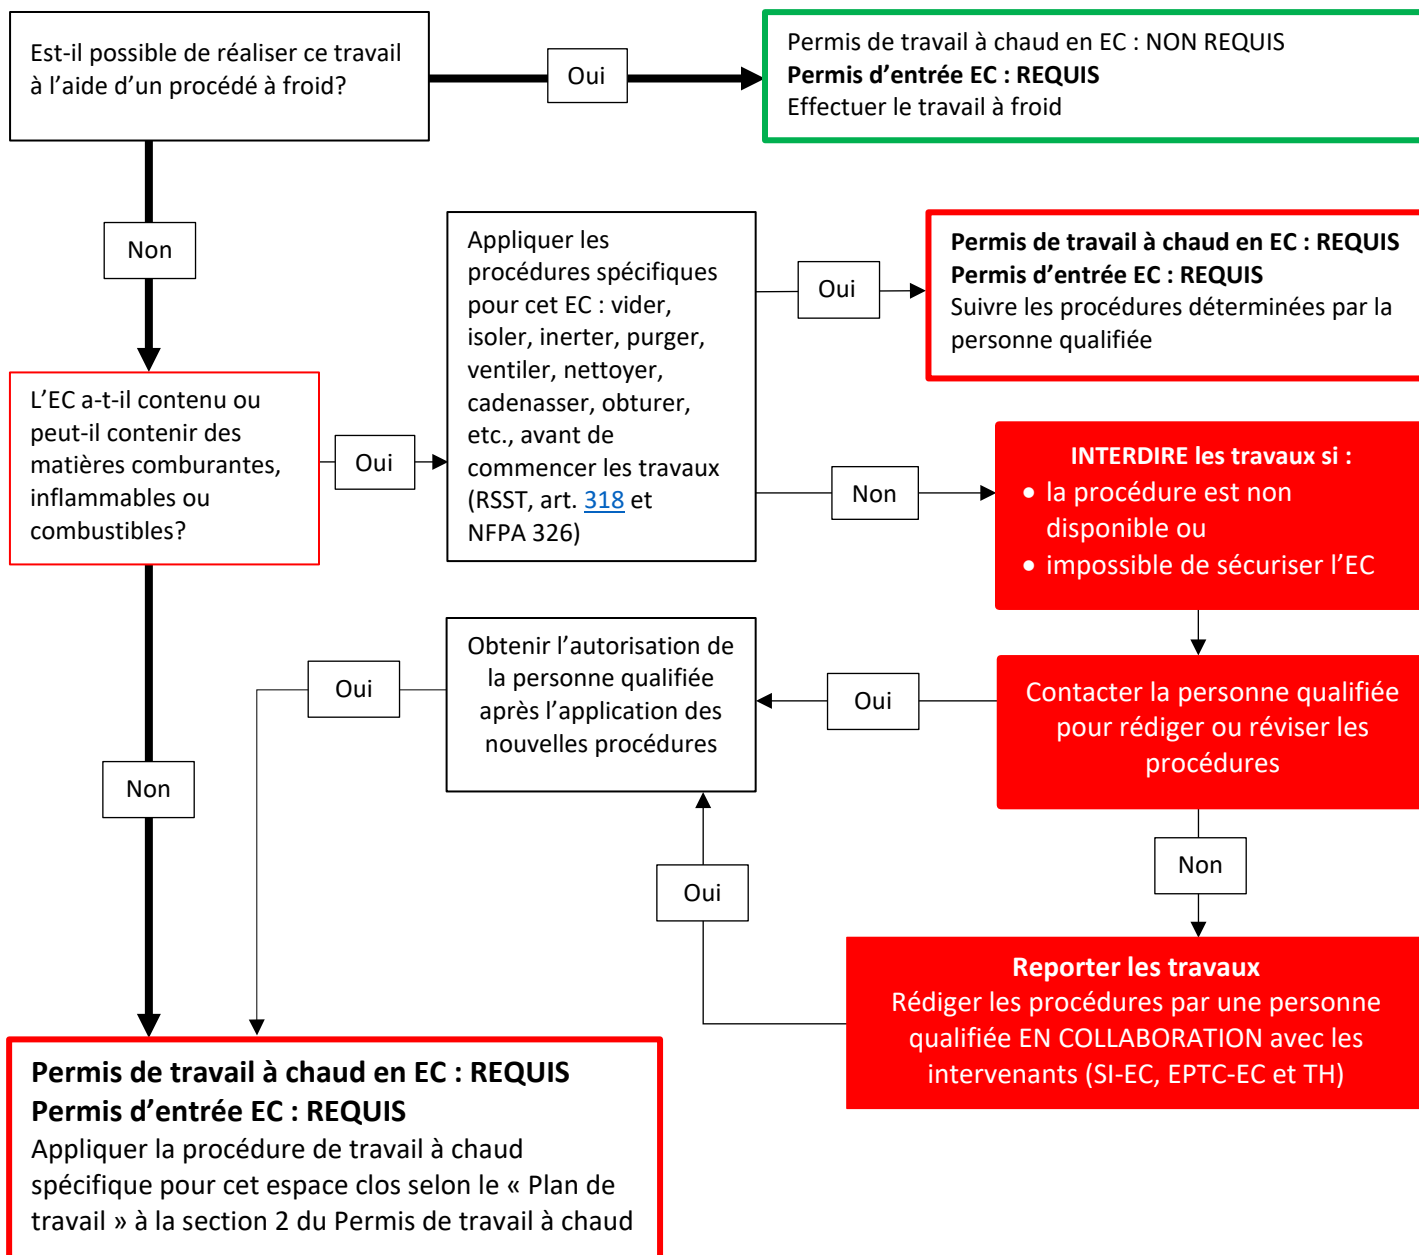 Est-il possible de réaliser ce travail
à l’aide d’un procédé à froid?
Oui
Permis de travail à chaud en EC : NON REQUIS
Permis d’entrée EC : REQUIS
Effectuer le travail à froid
Non
Appliquer les
procédures spécifiques
pour cet EC : vider,
isoler, inerter, purger,
ventiler, nettoyer,
cadenasser, obturer,
etc., avant de
commencer les travaux
(RSST, art. 318 et
NFPA 326)
Oui
Permis de travail à chaud en EC : REQUIS
Permis d’entrée EC : REQUIS
Suivre les procédures déterminées par la
personne qualifiée
L’EC a-t-il contenu ou
peut-il contenir des
matières comburantes,
inflammables ou
combustibles?
Oui
Non
INTERDIRE les travaux si :
• la procédure est non
disponible ou
• impossible de sécuriser l’EC
Obtenir l’autorisation de
la personne qualifiée
après l’application des
nouvelles procédures
Oui
Oui
Contacter la personne qualifiée
pour rédiger ou réviser les
procédures
Non
Oui
Non
Reporter les travaux
Rédiger les procédures par une personne
qualifiée EN COLLABORATION avec les
intervenants (SI-EC, EPTC-EC et TH)
Permis de travail à chaud en EC : REQUIS
Permis d’entrée EC : REQUIS
Appliquer la procédure de travail à chaud
spécifique pour cet espace clos selon le « Plan de
travail » à la section 2 du Permis de travail à chaud